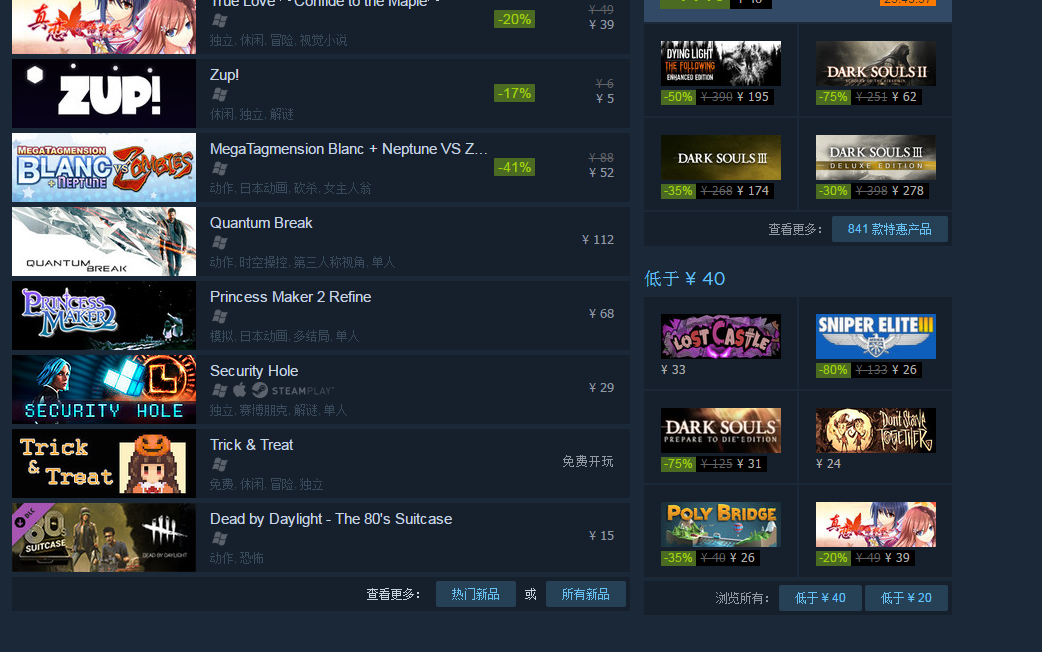 True Love ~Confide to the Maple~
-20%
¥ 49
¥ 39
独立, 休闲, 冒险, 视觉小说
ZUP!
Zup!
-17%
¥ 6
¥ 5
休闲, 独立, 解谜
MEGATAGMENSION
BLANC
+ NEPTUNE
VS
ZOMBIES
MegaTagmension Blanc + Neptune VS Z…
-41%
¥ 88
¥ 52
动作, 日本动画, 砍杀, 女主人翁
QUANTUM BREAK
Quantum Break
¥ 112
动作, 时空操控, 第三人称视角, 单人
PRINCESS
MAKER 2
Princess Maker 2 Refine
¥ 68
模拟, 日本动画, 多结局, 单人
SECURITY HOLE
Security Hole
STEAMPLAY
¥ 29
独立, 赛博朋克, 解谜, 单人
Trick
& Treat
Trick & Treat
免费开玩
免费, 休闲, 冒险, 独立
DLC
80s
SUITCASE
DEAD BY DAYLIGHT
Dead by Daylight - The 80's Suitcase
¥ 15
动作, 恐怖
查看更多:
热门新品
或
所有新品
DYING LIGHT
THE FOLLOWING
ENHANCED EDITION
-50% ¥ 390 ¥ 195
DARK SOULS II
-75% ¥ 251 ¥ 62
DARK SOULS III
-35% ¥ 268 ¥ 174
DARK SOULS III
DELUXE EDITION
-30% ¥ 398 ¥ 278
查看更多:
841 款特惠产品
低于 ¥ 40
LOST CASTLE
¥ 33
SNIPER ELITE III
-80% ¥ 133 ¥ 26
DARK SOULS
PREPARE TO DIE EDITION
-75% ¥ 125 ¥ 31
Don't Starve
TOGETHER
¥ 24
POLY BRIDGE
-35% ¥ 40 ¥ 26
-20% ¥ 49 ¥ 39
浏览所有:
低于 ¥ 40
低于 ¥ 20